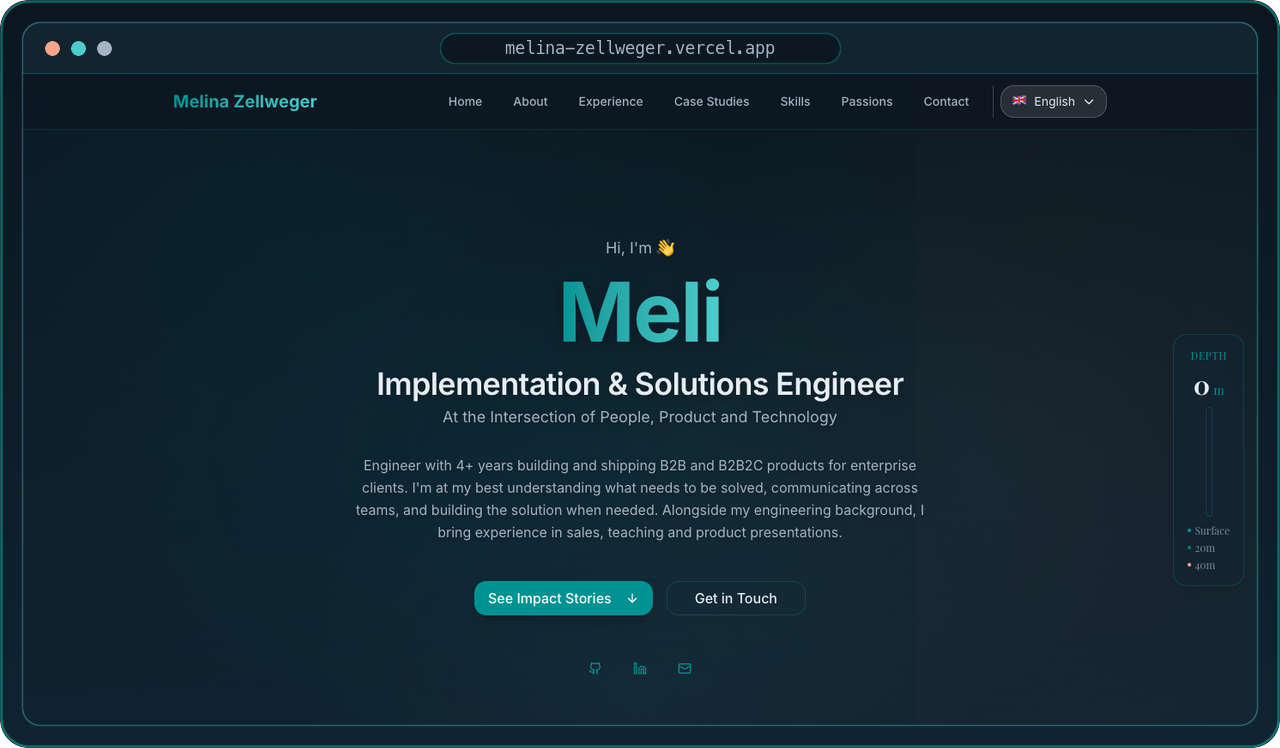 melina-zellweger.vercel.app
Melina Zellweger
Home
About
Experience
Case Studies
Skills
Passions
Contact
English
Hi, I'm 👋
Meli
Implementation & Solutions Engineer
At the Intersection of People, Product and Technology
Engineer with 4+ years building and shipping B2B and B2B2C products for enterprise
clients. I'm at my best understanding what needs to be solved, communicating across
teams, and building the solution when needed. Alongside my engineering background, I
bring experience in sales, teaching and product presentations.
See Impact Stories ↓
Get in Touch
DEPTH
0 m
Surface
20m
40m